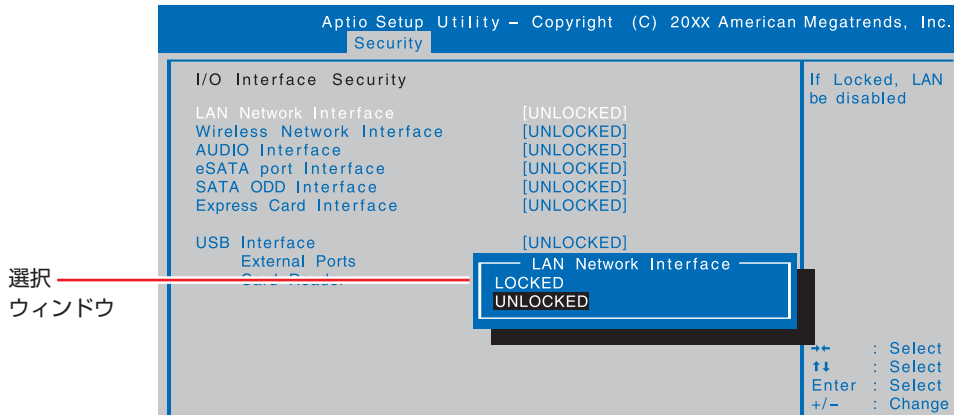 Aptio Setup Utility – Copyright (C) 20XX American Megatrends, Inc.
Security
I/O Interface Security
LAN Network Interface [UNLOCKED]
Wireless Network Interface [UNLOCKED]
AUDIO Interface [UNLOCKED]
eSATA port Interface [UNLOCKED]
SATA ODD Interface [UNLOCKED]
Express Card Interface [UNLOCKED]
USB Interface [UNLOCKED]
External Ports
Card Reader
LAN Network Interface
LOCKED
UNLOCKED
If Locked, LAN
be disabled
→← : Select
↑↓ : Select
Enter : Select
+/– : Change
選択
ウィンドウ